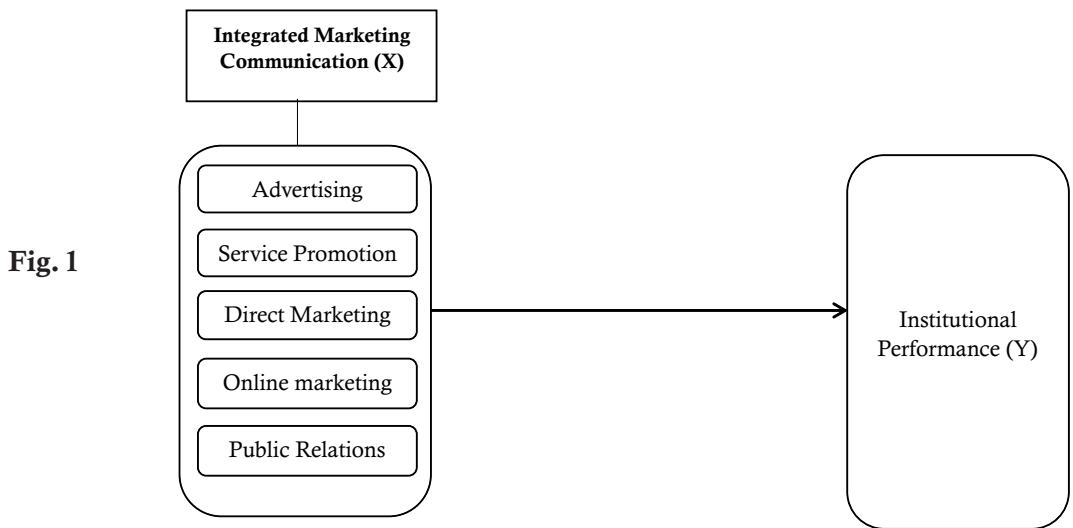 Integrated Marketing
Communication (X)
Advertising
Service Promotion
Fig. 1
Direct Marketing
Institutional
Performance (Y)
Online marketing
Public Relations